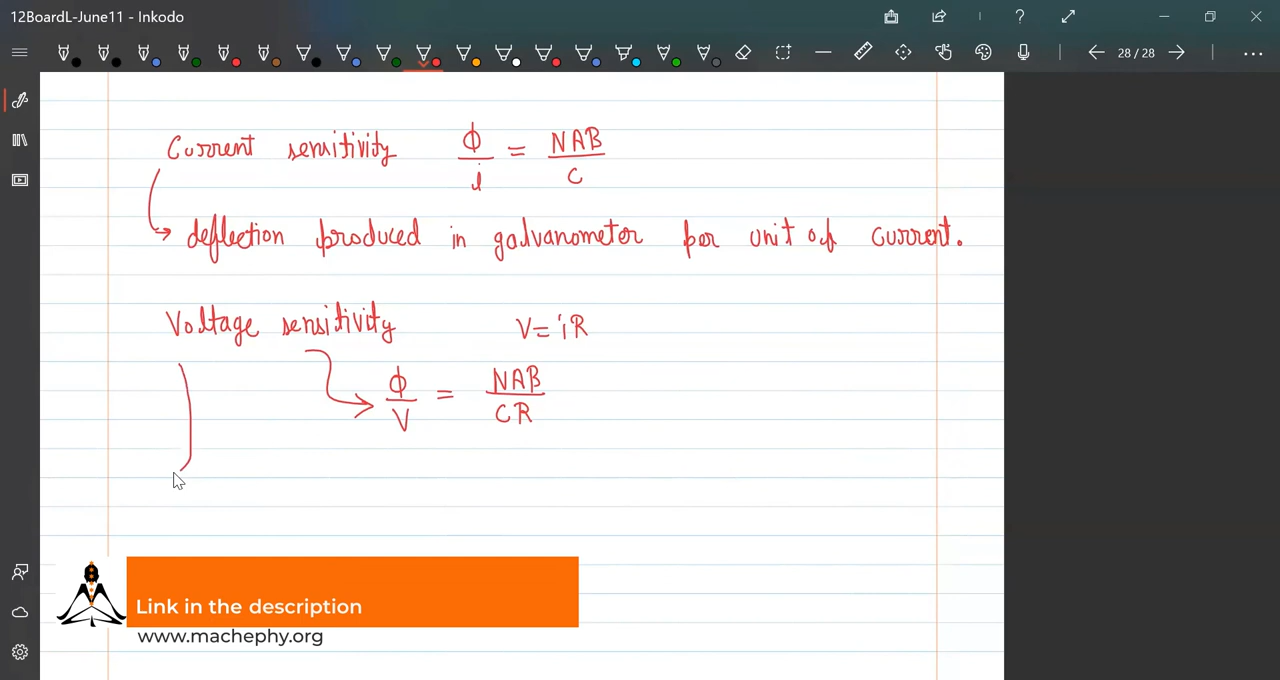 12BoardL-June11 - Inkodo
28 / 28
Current sensitivity ϕ/i = NAB/C
deflection produced in galvanometer per unit of current.
Voltage sensitivity V = iR
ϕ/V = NAB/CR
Link in the description
www.machephy.org